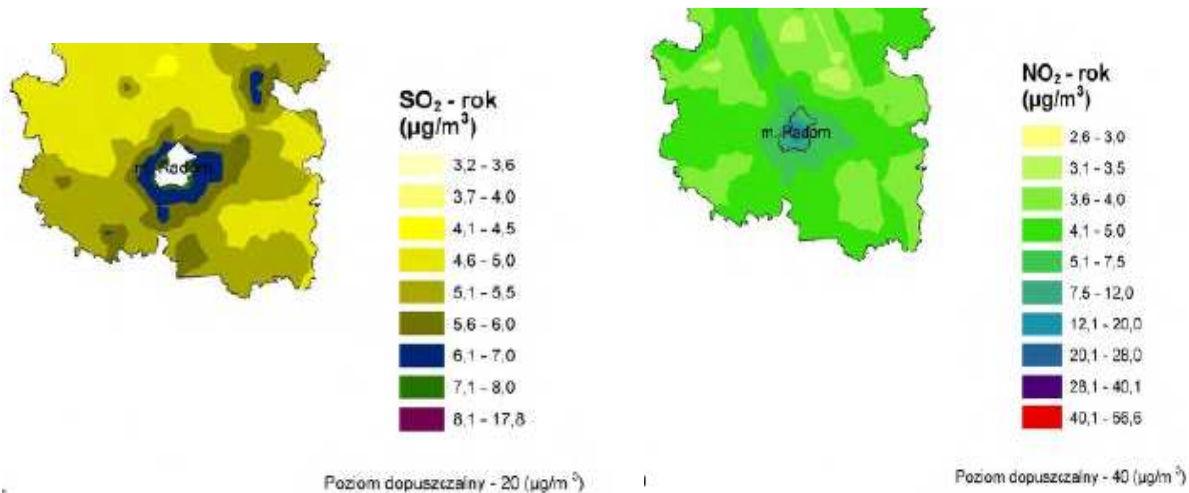 SO₂ - rok
(µg/m³)
m. Radom
3,2 - 3,6
3,7 - 4,0
4,1 - 4,5
4,6 - 5,0
5,1 - 5,5
5,6 - 6,0
6,1 - 7,0
7,1 - 8,0
8,1 - 17,8
Poziom dopuszczalny - 20 (µg/m³)
NO₂ - rok
(µg/m³)
m. Radom
2,6 - 3,0
3,1 - 3,5
3,6 - 4,0
4,1 - 5,0
5,1 - 7,5
7,5 - 12,0
12,1 - 20,0
20,1 - 28,0
28,1 - 40,1
40,1 - 56,6
Poziom dopuszczalny - 40 (µg/m³)